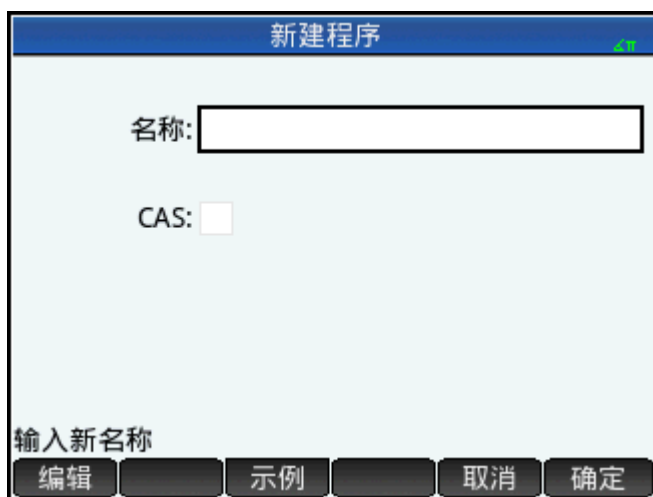 新建程序
∡π
名称:
CAS:
输入新名称
编辑 示例 取消 确定